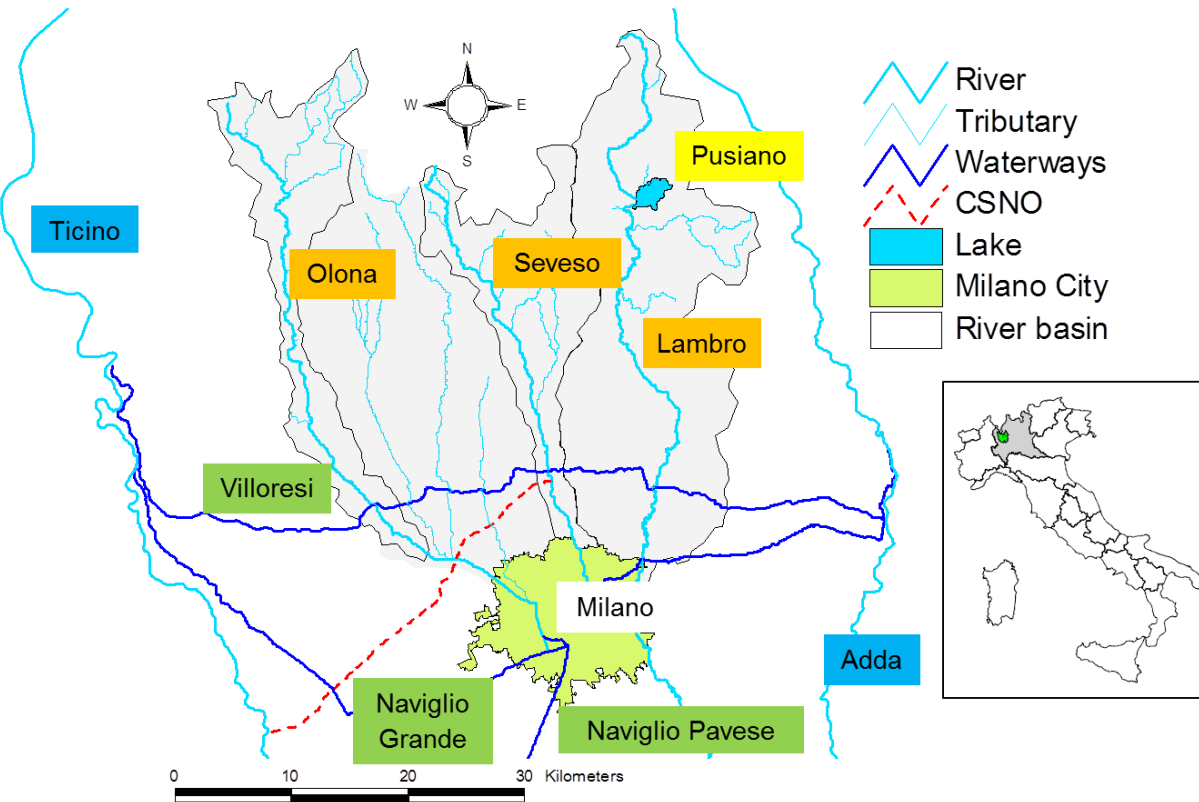 N
W E
S
River
Tributary
Waterways
CSNO
Lake
Milano City
River basin
Pusiano
Ticino
Olona
Seveso
Lambro
Villoresi
Milano
Adda
Naviglio
Grande
Naviglio Pavese
0 10 20 30 Kilometers